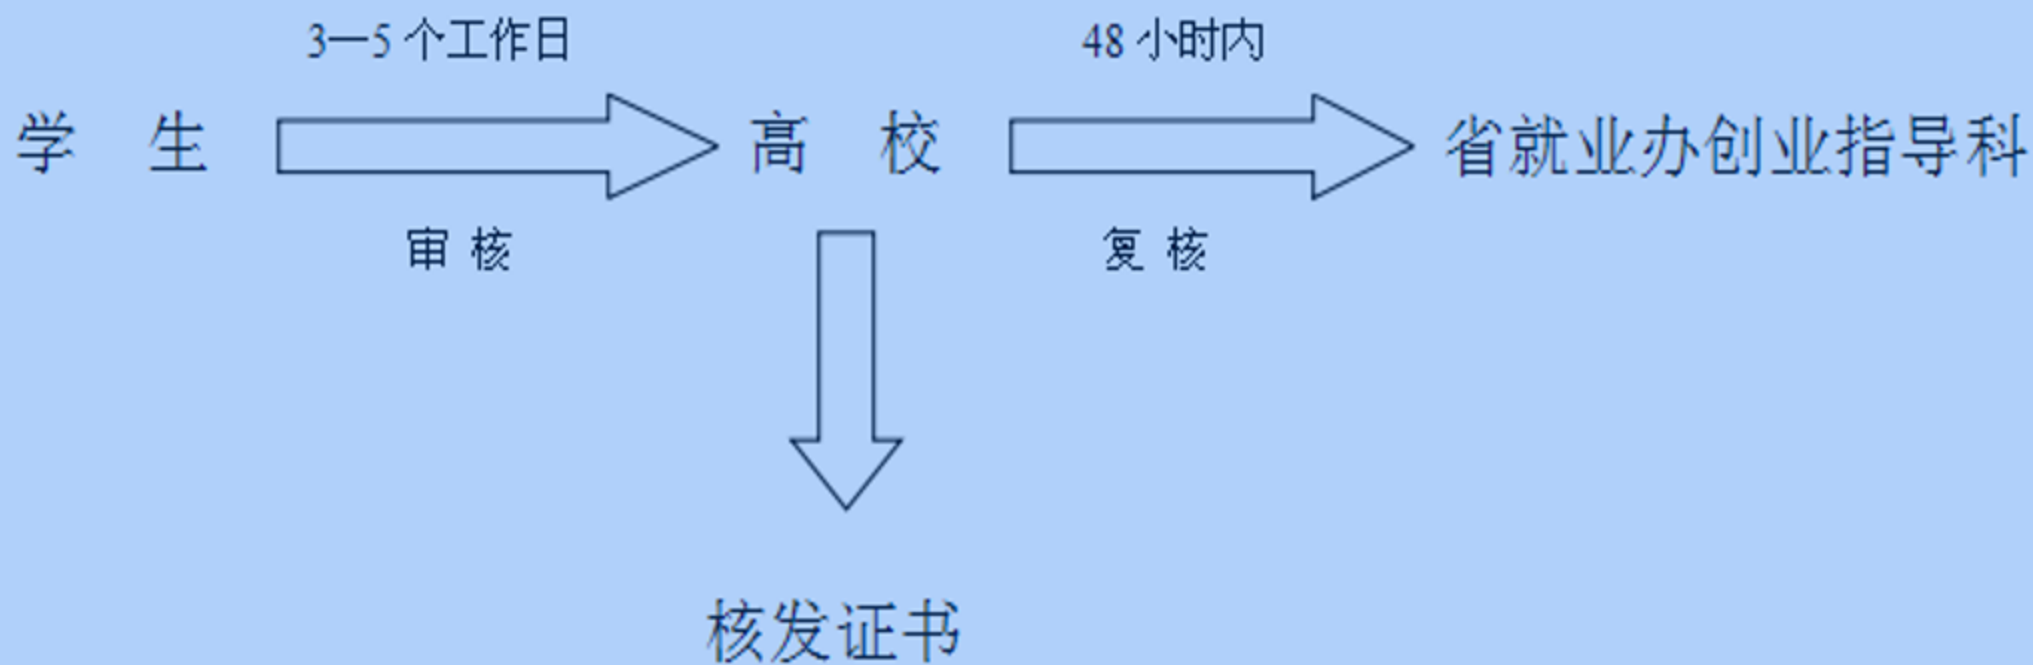 3—5 个工作日
48 小时内
学 生
高 校
省就业办创业指导科
审 核
复 核
核发证书